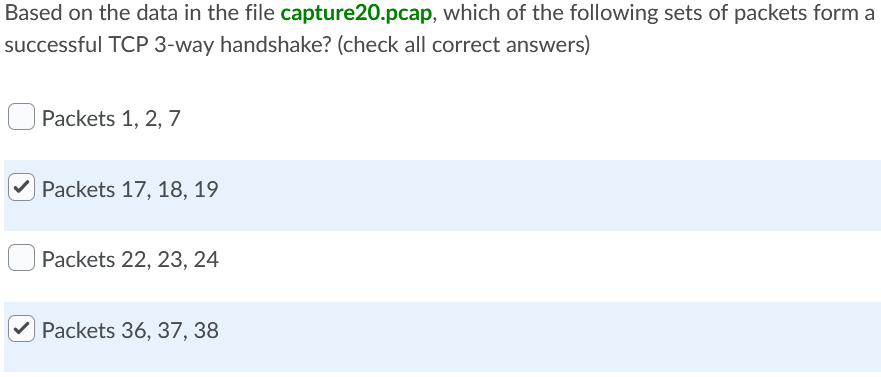 Based on the data in the file capture20.pcap, which of the following sets of packets form a
successful TCP 3-way handshake? (check all correct answers)
Packets 1, 2, 7
Packets 17, 18, 19
Packets 22, 23, 24
Packets 36, 37, 38